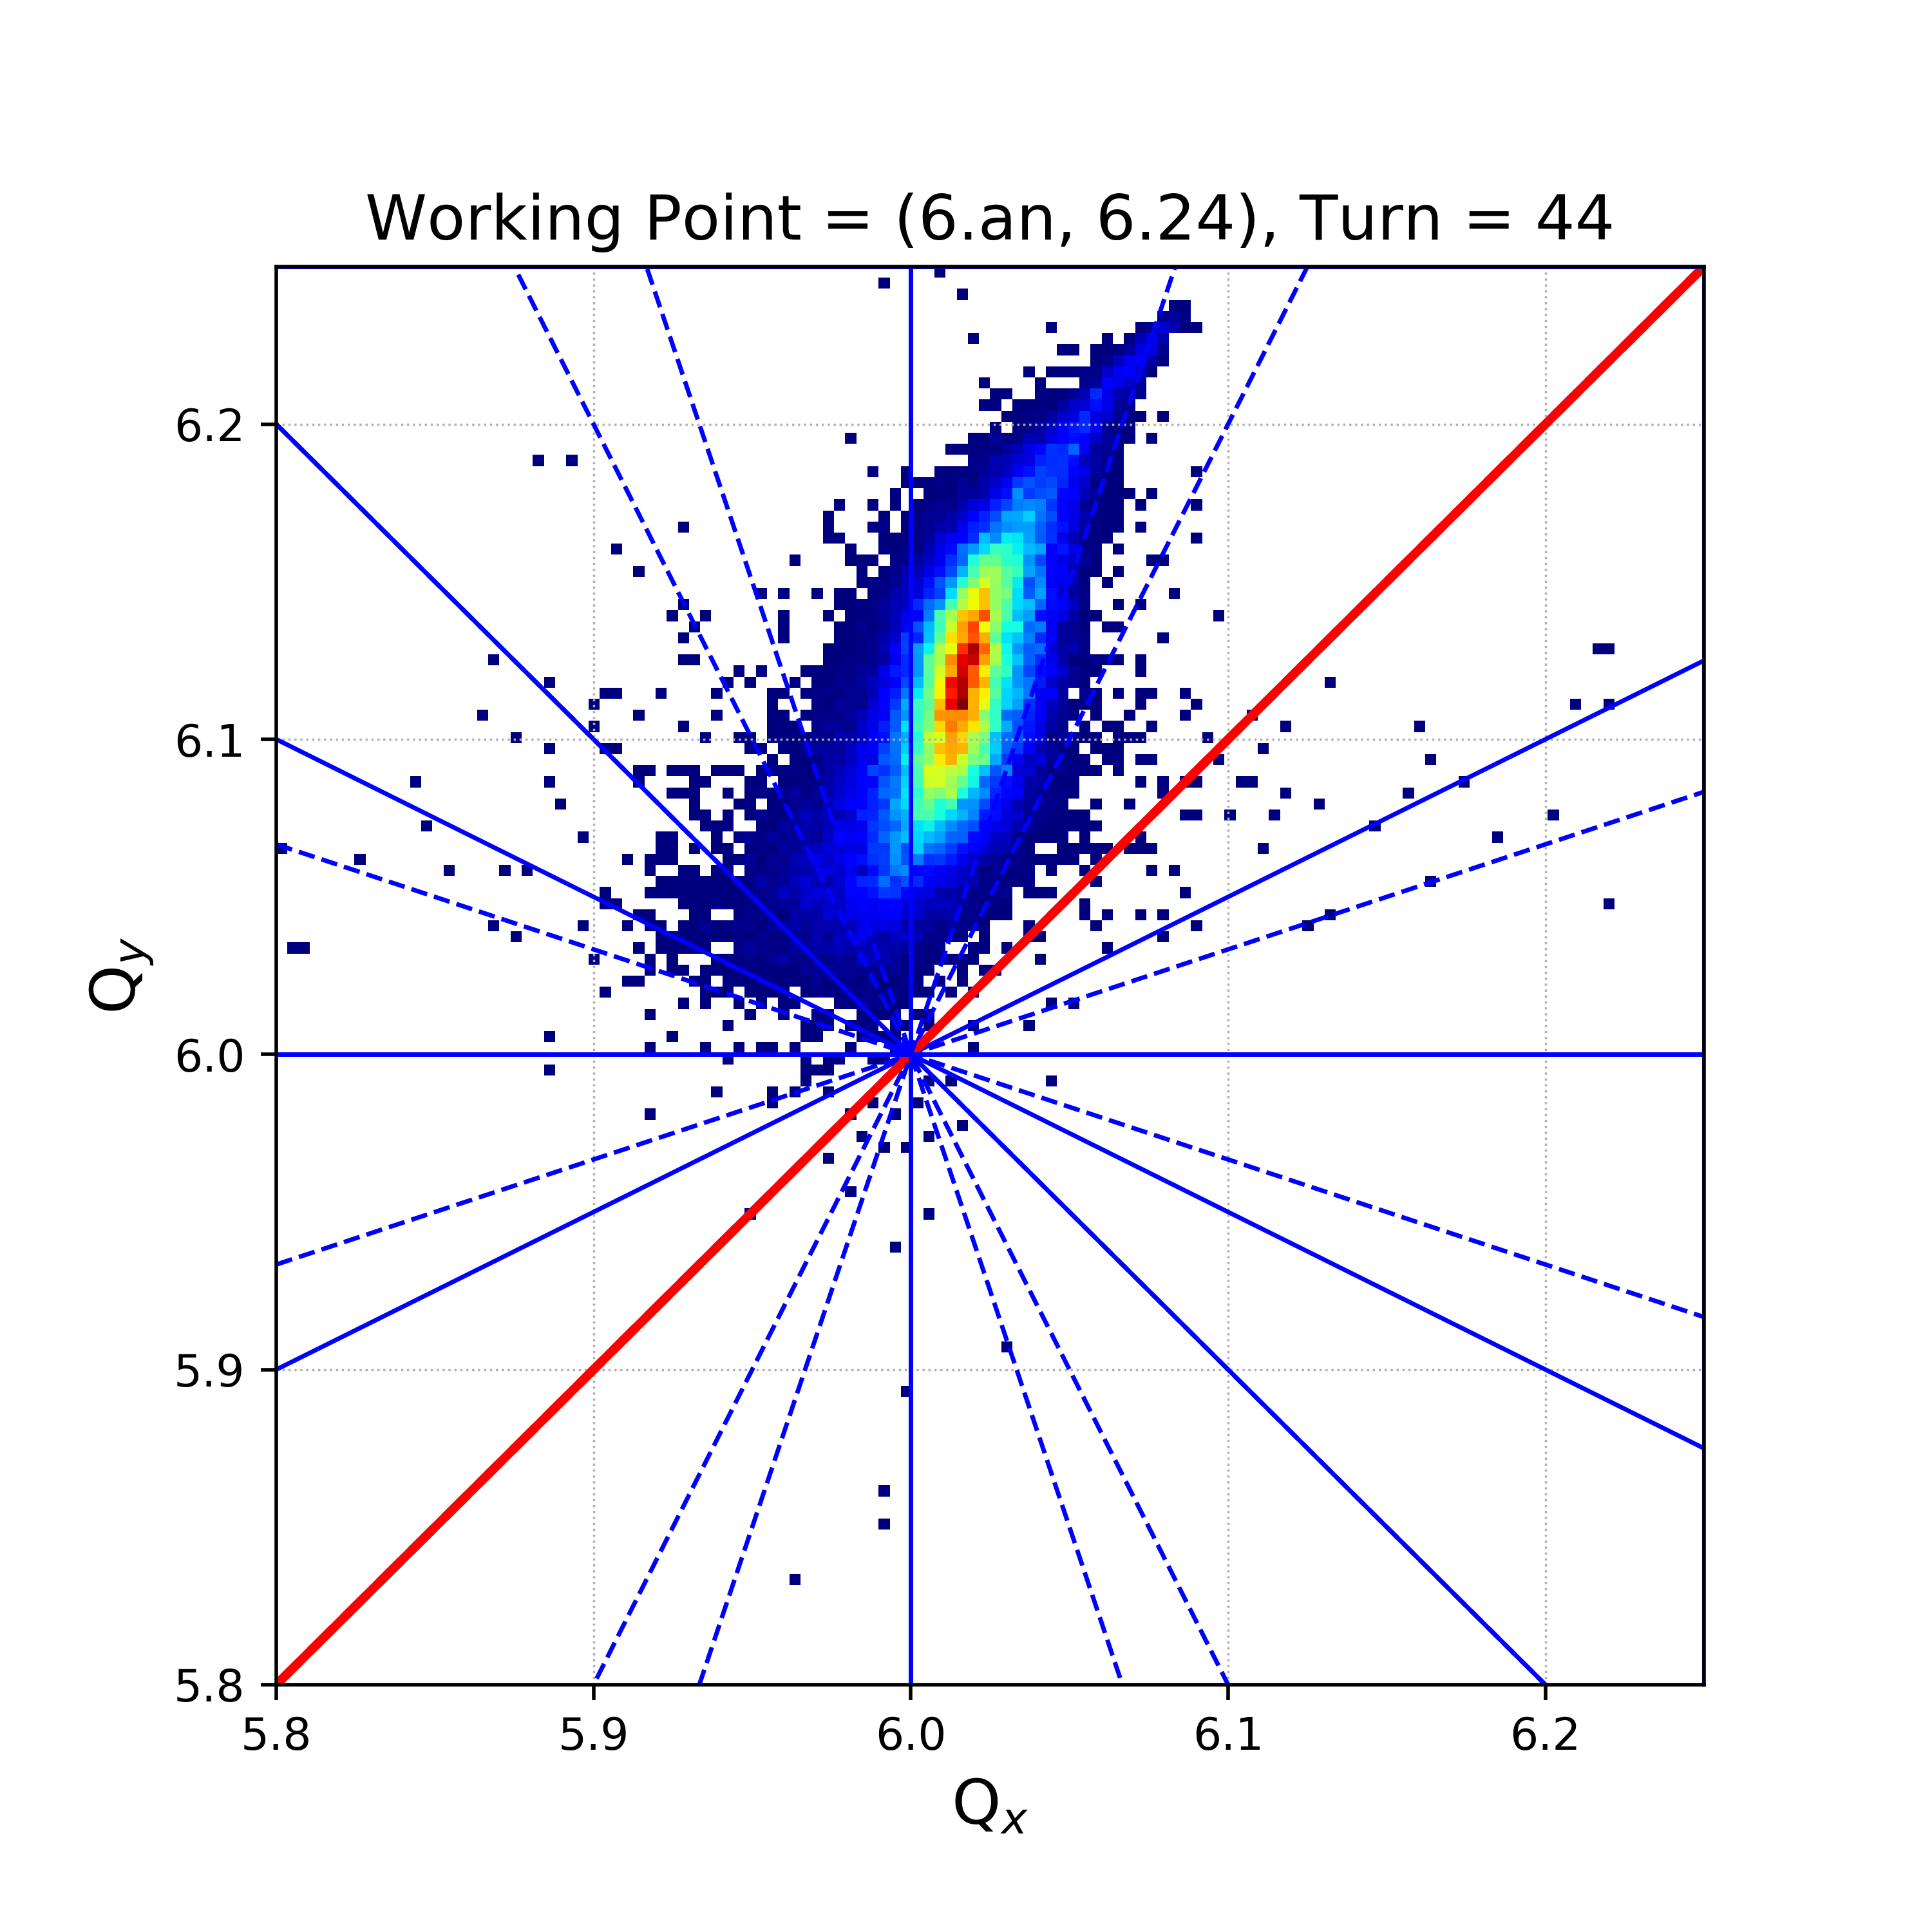 Working Point = (6.an, 6.24), Turn = 44
6.2
6.1
6.0
5.9
5.8
Qy
5.8 5.9 6.0 6.1 6.2
Qx